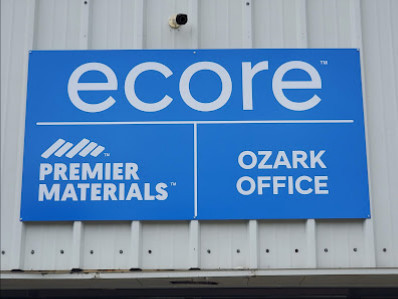 ecore™
PREMIER
MATERIALS™
OZARK
OFFICE